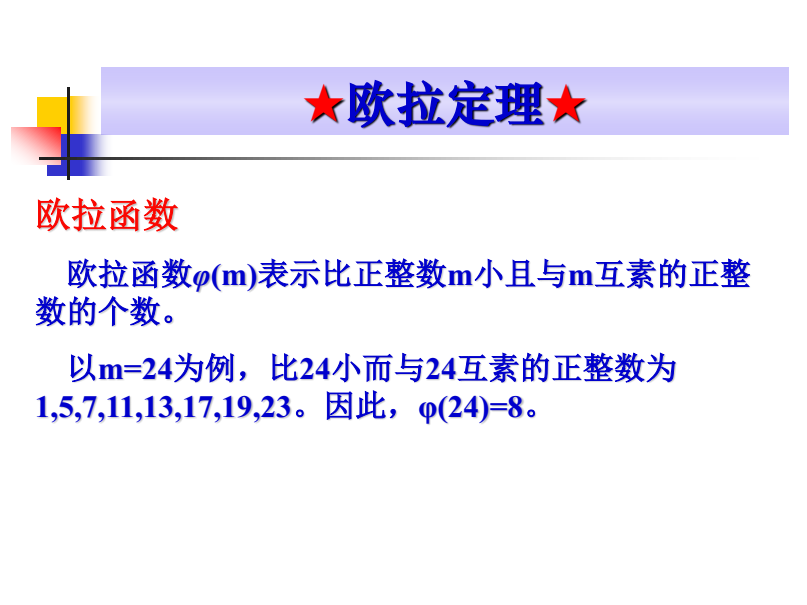 ★欧拉定理★
欧拉函数
欧拉函数φ(m)表示比正整数m小且与m互素的正整
数的个数。
以m=24为例，比24小而与24互素的正整数为
1,5,7,11,13,17,19,23。因此，φ(24)=8。